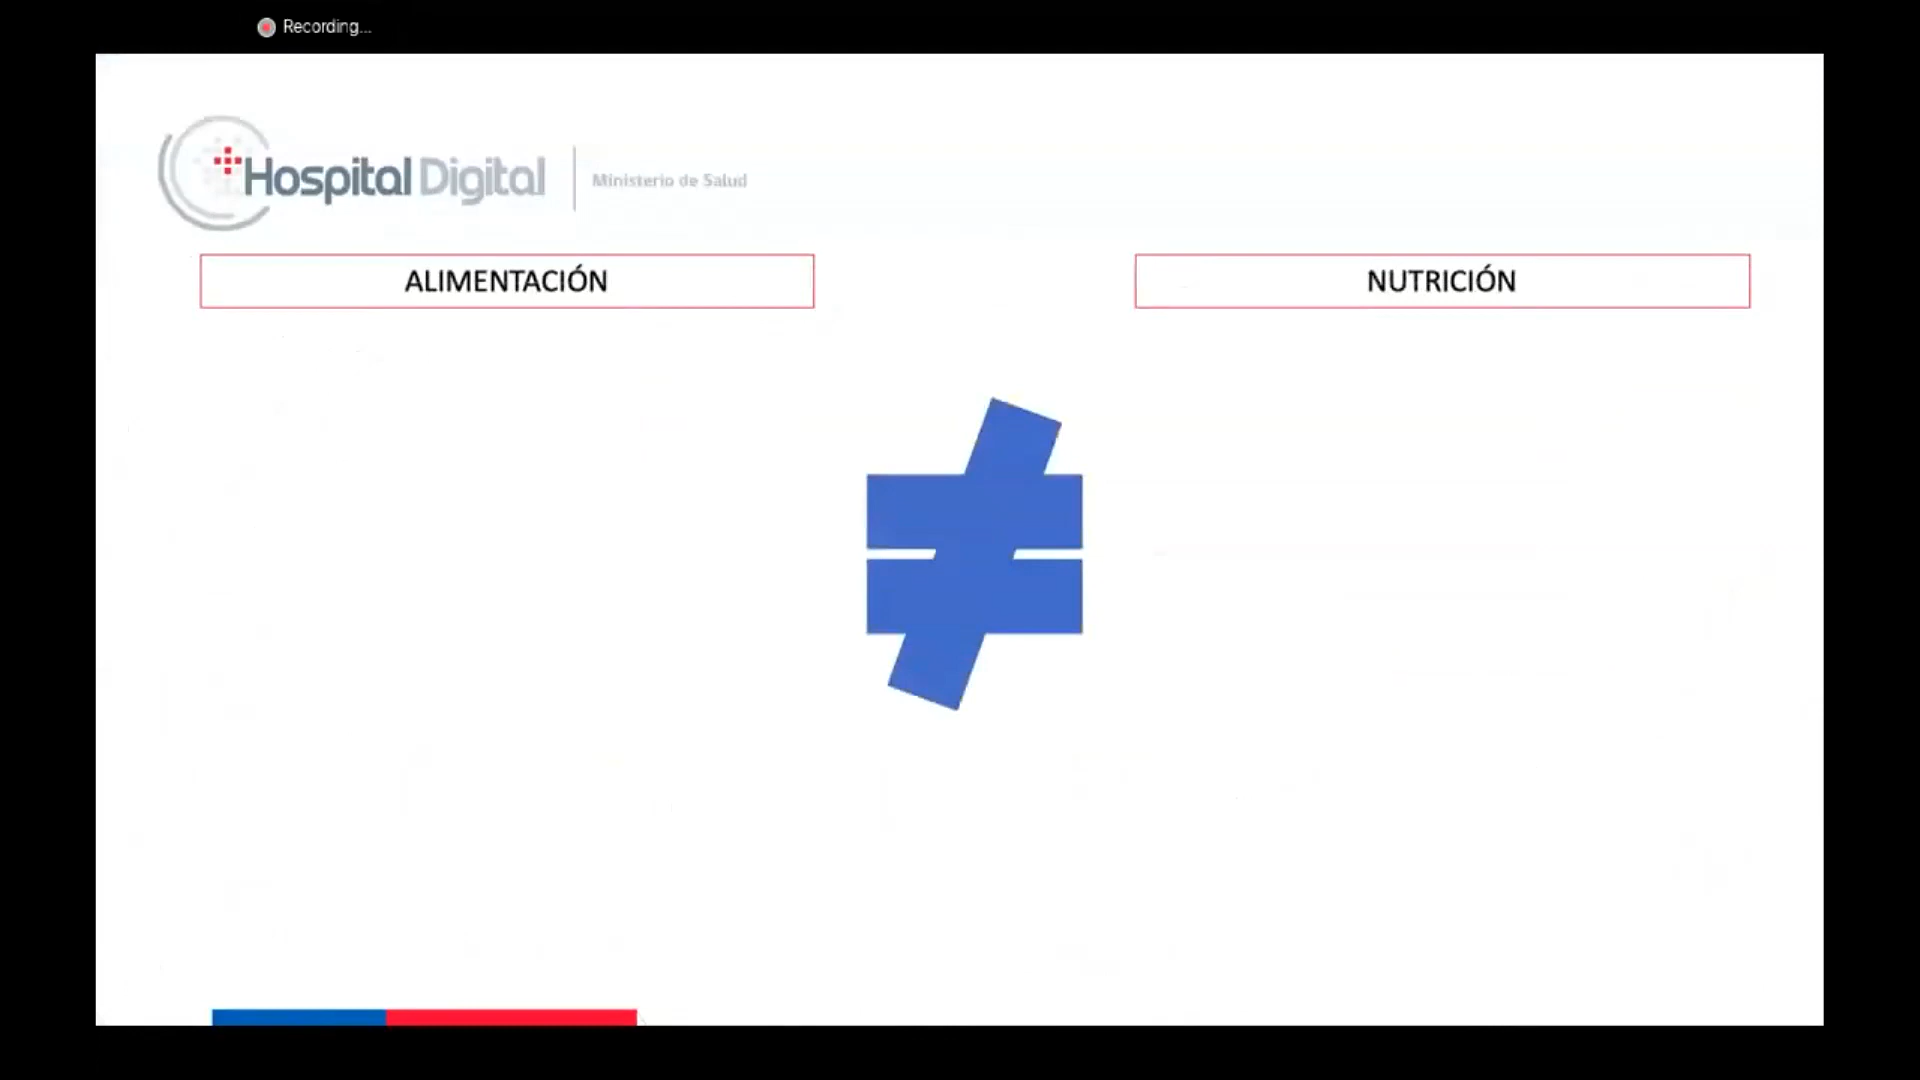 Recording...
Hospital Digital
Ministerio de Salud
ALIMENTACIÓN
NUTRICIÓN